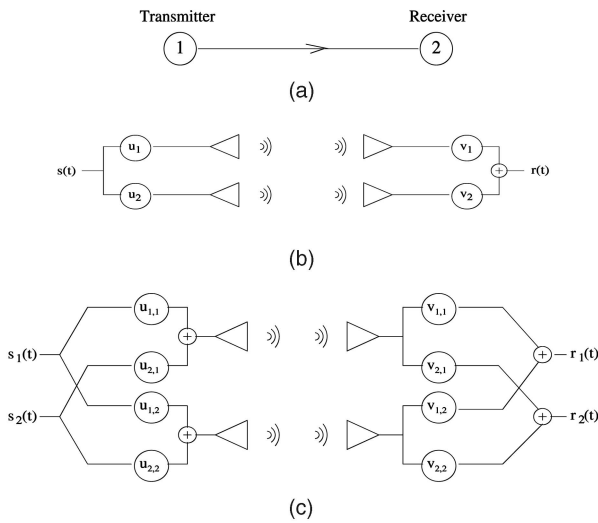 Transmitter Receiver
1 2
(a)
u1 v1
s(t) + r(t)
u2 v2
(b)
u1,1 v1,1
+
s1(t) + r1(t)
u2,1 v2,1
u1,2 v1,2
s2(t) + r2(t)
+
u2,2 v2,2
(c)